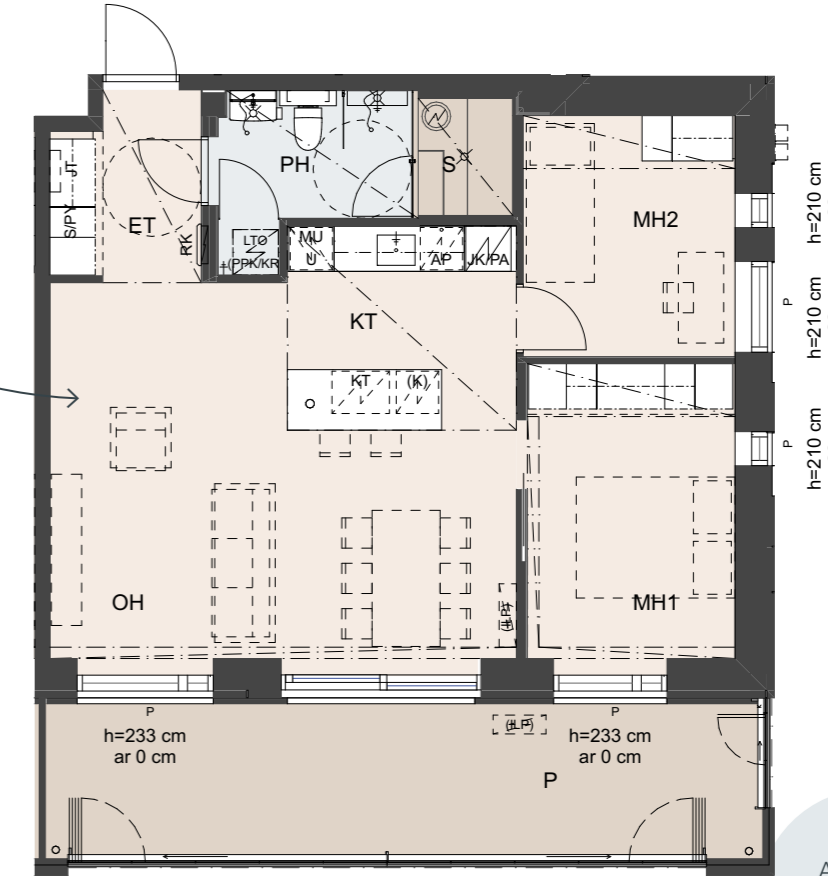 PH
S
ET
JT
S/PY
RK
LTO
(PPK/KR)
MU
U
AP
JK/PA
MH2
KT
KT
(K)
OH
(ILP)
MH1
h=210 cm
P
h=210 cm
P
h=210 cm
P
h=233 cm
ar 0 cm
(ILP)
P
h=233 cm
ar 0 cm
P
A